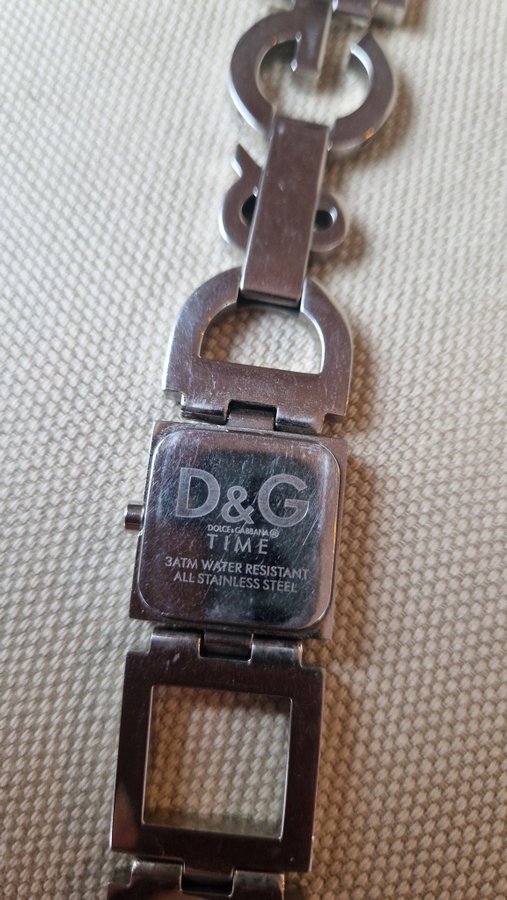 D&G
DOLCE&GABBANA®
TIME
3ATM WATER RESISTANT
ALL STAINLESS STEEL